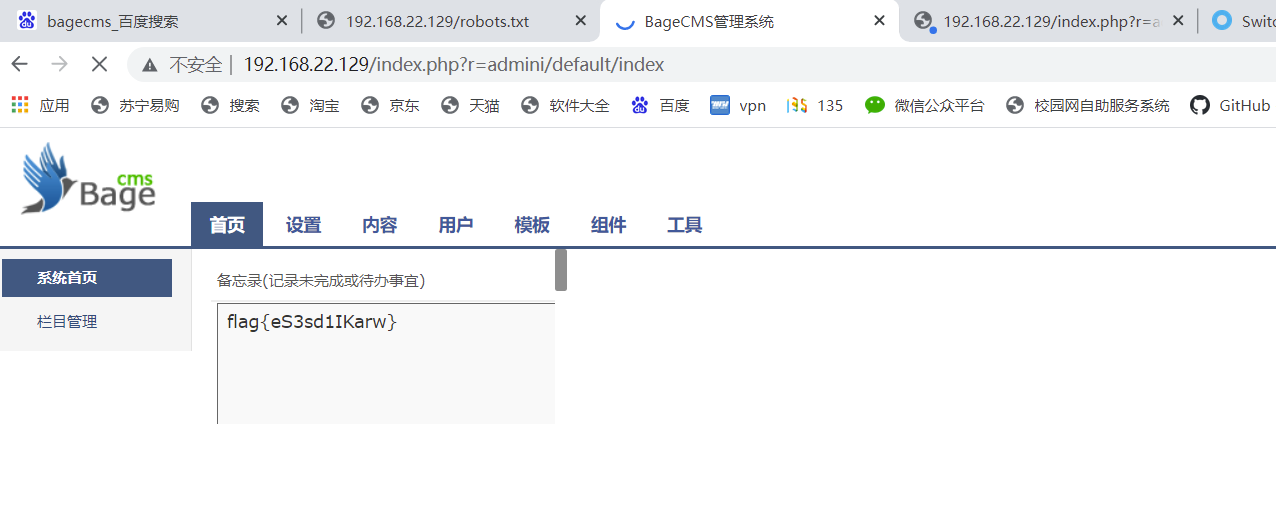 bagecms_百度搜索 192.168.22.129/robots.txt BageCMS管理系统 192.168.22.129/index.php?r=a Switc
不安全 192.168.22.129/index.php?r=admini/default/index
应用 苏宁易购 搜索 淘宝 京东 天猫 软件大全 百度 vpn 135 微信公众平台 校园网自助服务系统 GitHub
Bage cms
首页 设置 内容 用户 模板 组件 工具
系统首页
备忘录(记录未完成或待办事宜)
栏目管理
flag{eS3sd1IKarw}